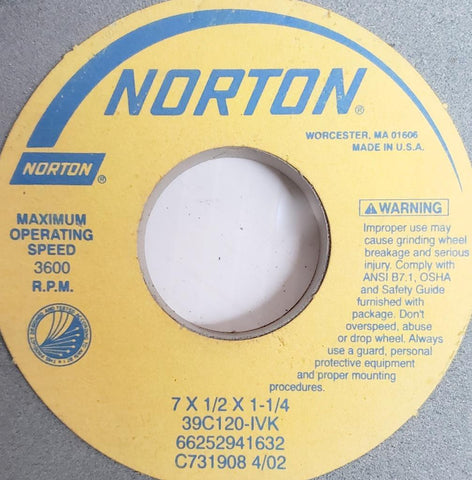 NORTON®
WORCESTER, MA 01606
MADE IN U.S.A.
NORTON®
MAXIMUM
OPERATING
SPEED
3600
R.P.M.
⚠WARNING
Improper use may
cause grinding wheel
breakage and serious
injury. Comply with
ANSI B7.1, OSHA
and Safety Guide
furnished with
package. Don't
overspeed, abuse
or drop wheel. Always
use a guard, personal
protective equipment
and proper mounting
procedures.
7 X 1/2 X 1-1/4
39C120-IVK
66252941632
C731908 4/02